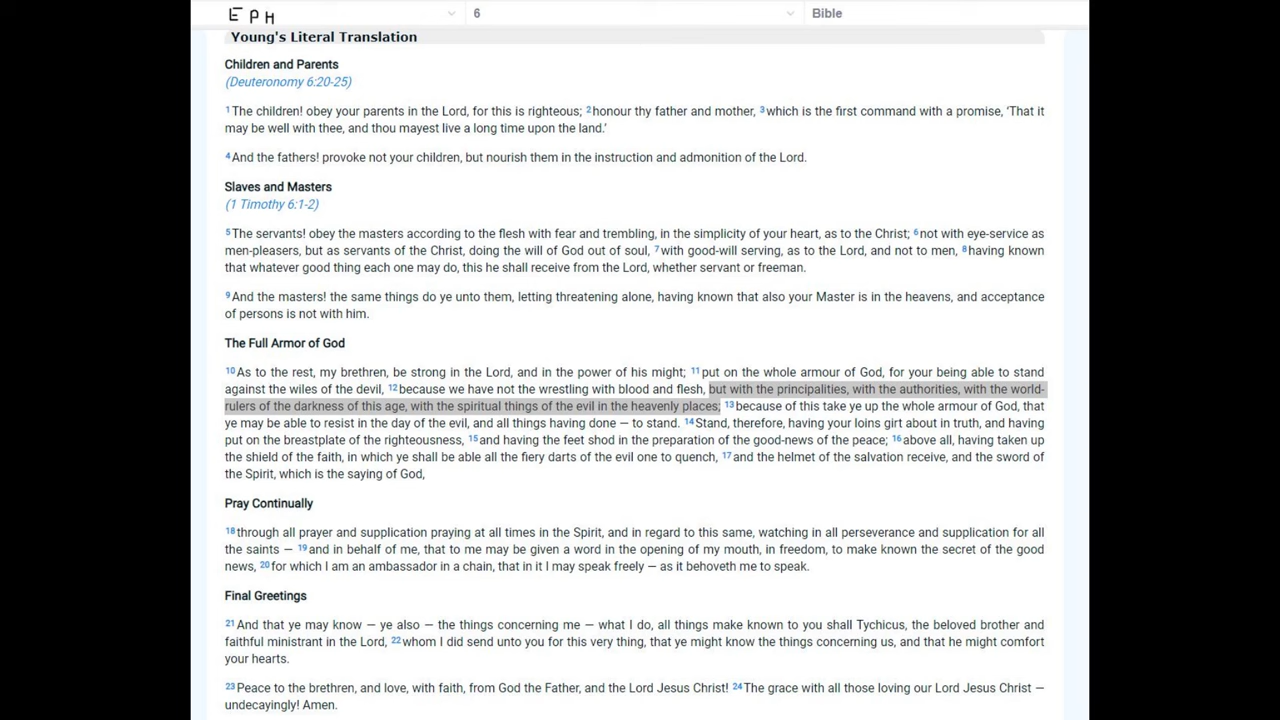 EPH 6 Bible
Young's Literal Translation
Children and Parents
(Deuteronomy 6:20-25)
1 The children! obey your parents in the Lord, for this is righteous; 2 honour thy father and mother, 3 which is the first command with a promise, ‘That it
may be well with thee, and thou mayest live a long time upon the land.’
4 And the fathers! provoke not your children, but nourish them in the instruction and admonition of the Lord.
Slaves and Masters
(1 Timothy 6:1-2)
5 The servants! obey the masters according to the flesh with fear and trembling, in the simplicity of your heart, as to the Christ; 6 not with eye-service as
men-pleasers, but as servants of the Christ, doing the will of God out of soul, 7 with good-will serving, as to the Lord, and not to men, 8 having known
that whatever good thing each one may do, this he shall receive from the Lord, whether servant or freeman.
9 And the masters! the same things do ye unto them, letting threatening alone, having known that also your Master is in the heavens, and acceptance
of persons is not with him.
The Full Armor of God
10 As to the rest, my brethren, be strong in the Lord, and in the power of his might; 11 put on the whole armour of God, for your being able to stand
against the wiles of the devil, 12 because we have not the wrestling with blood and flesh, but with the principalities, with the authorities, with the world-
rulers of the darkness of this age, with the spiritual things of the evil in the heavenly places; 13 because of this take ye up the whole armour of God, that
ye may be able to resist in the day of the evil, and all things having done — to stand. 14 Stand, therefore, having your loins girt about in truth, and having
put on the breastplate of the righteousness, 15 and having the feet shod in the preparation of the good-news of the peace; 16 above all, having taken up
the shield of the faith, in which ye shall be able all the fiery darts of the evil one to quench, 17 and the helmet of the salvation receive, and the sword of
the Spirit, which is the saying of God,
Pray Continually
18 through all prayer and supplication praying at all times in the Spirit, and in regard to this same, watching in all perseverance and supplication for all
the saints — 19 and in behalf of me, that to me may be given a word in the opening of my mouth, in freedom, to make known the secret of the good
news, 20 for which I am an ambassador in a chain, that in it I may speak freely — as it behoveth me to speak.
Final Greetings
21 And that ye may know — ye also — the things concerning me — what I do, all things make known to you shall Tychicus, the beloved brother and
faithful ministrant in the Lord, 22 whom I did send unto you for this very thing, that ye might know the things concerning us, and that he might comfort
your hearts.
23 Peace to the brethren, and love, with faith, from God the Father, and the Lord Jesus Christ! 24 The grace with all those loving our Lord Jesus Christ —
undecayingly! Amen.